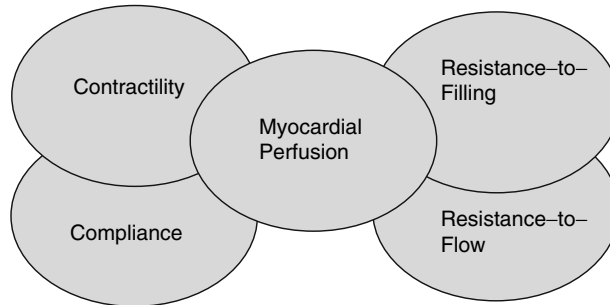 Contractility
Compliance
Myocardial
Perfusion
Resistance–to–
Filling
Resistance–to–
Flow